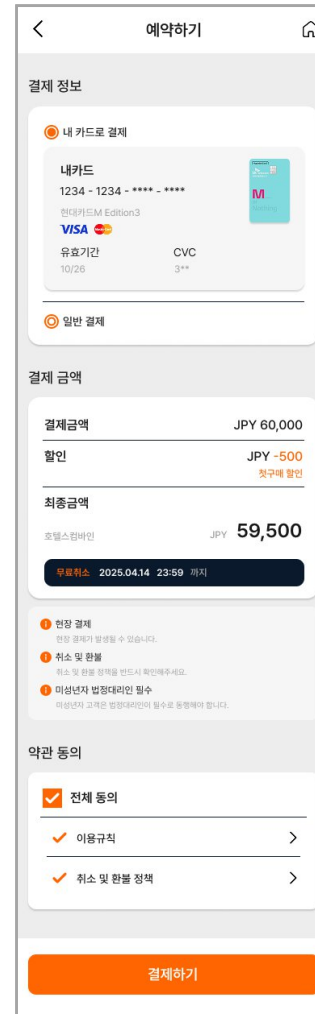 예약하기
결제 정보
내 카드로 결제
내카드
1234 - 1234 - **** - ****
현대카드M Edition3
VISA
유효기간 CVC
10/26 3**
M
일반 결제
결제 금액
결제금액 JPY 60,000
할인 JPY -500
첫구매 할인
최종금액
호텔스컴바인 JPY 59,500
무료취소 2025.04.14 23:59 까지
현장 결제
현장 결제가 발생될 수 있습니다.
취소 및 환불
취소 및 환불 정책을 반드시 확인해주세요.
미성년자 법정대리인 필수
미성년자 고객은 법정대리인이 필수로 동행해야 합니다.
약관 동의
전체 동의
이용규칙
취소 및 환불 정책
결제하기